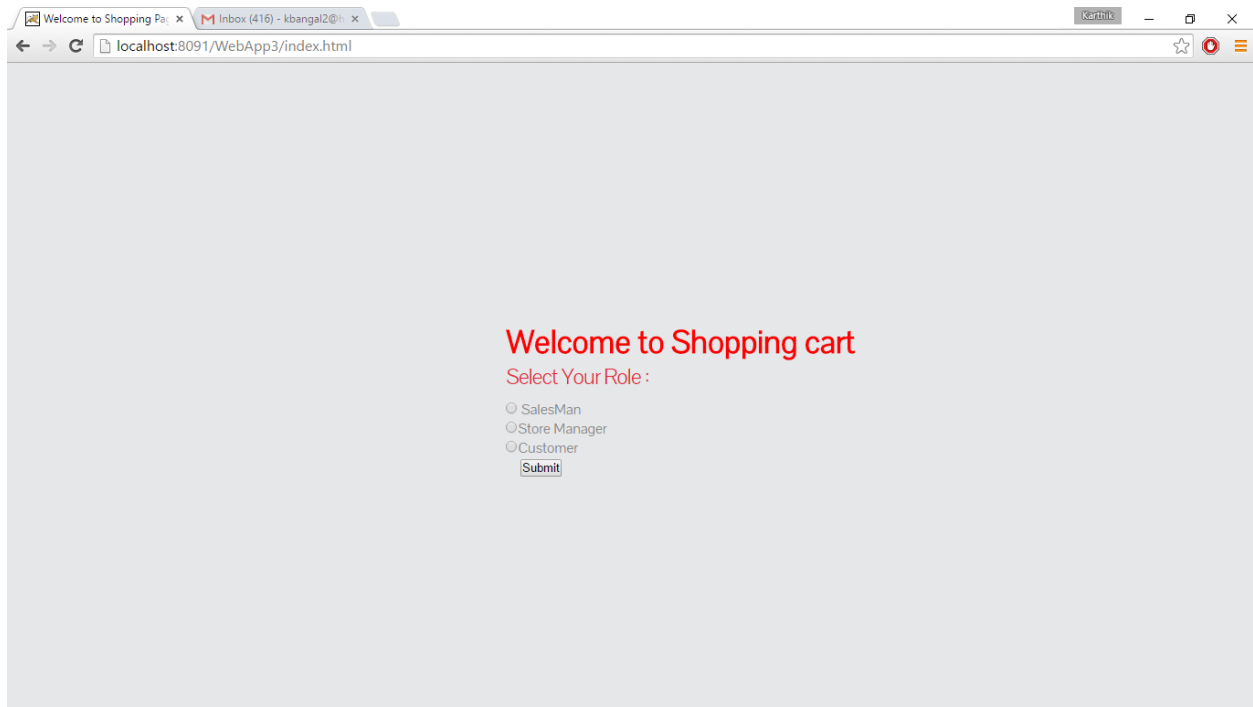 Welcome to Shopping Pa
Inbox (416) - kbangal2@h
Karthik
localhost:8091/WebApp3/index.html
Welcome to Shopping cart
Select Your Role :
SalesMan
Store Manager
Customer
Submit